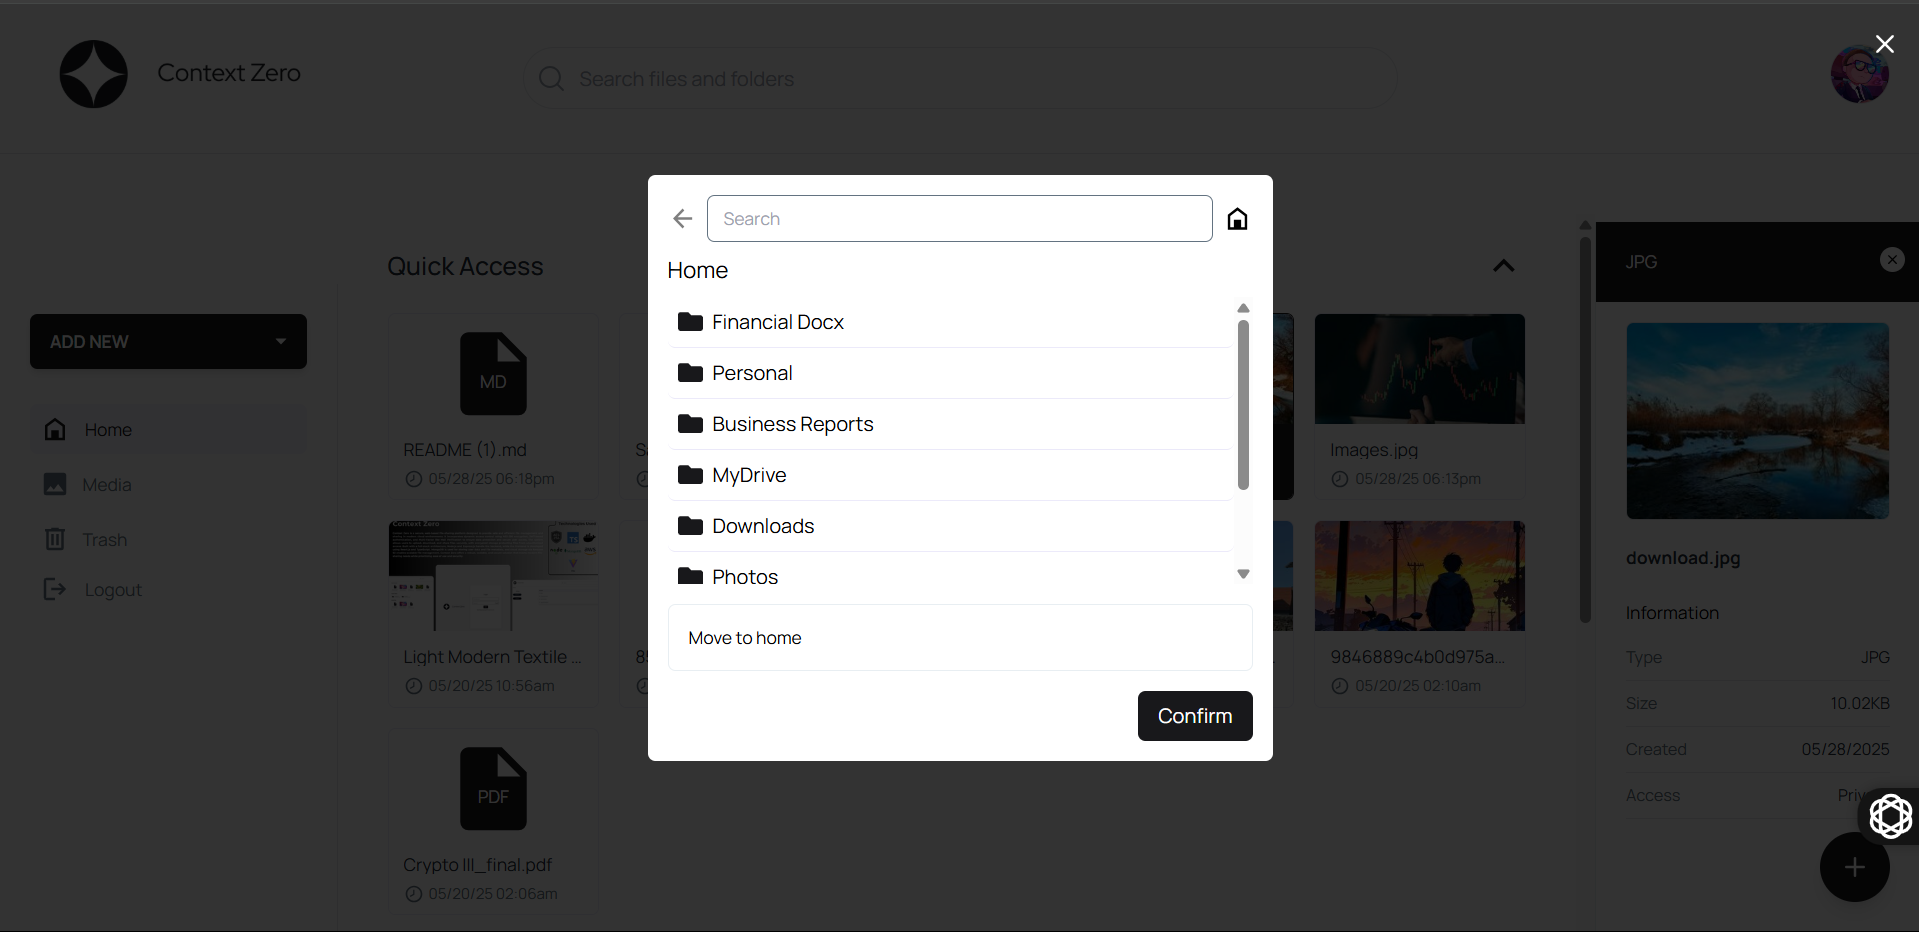 Context Zero
Search files and folders
Search
Home
Financial Docx
Personal
Business Reports
MyDrive
Downloads
Photos
Move to home
Confirm
Quick Access
ADD NEW
Home
Media
Trash
Logout
MD
README (1).md
05/28/25 06:18pm
Images.jpg
05/28/25 06:13pm
Context Zero
Light Modern Textile ...
05/20/25 10:56am
9846889c4b0d975a...
05/20/25 02:10am
PDF
Crypto III_final.pdf
05/20/25 02:06am
JPG
download.jpg
Information
Type JPG
Size 10.02KB
Created 05/28/2025
Access